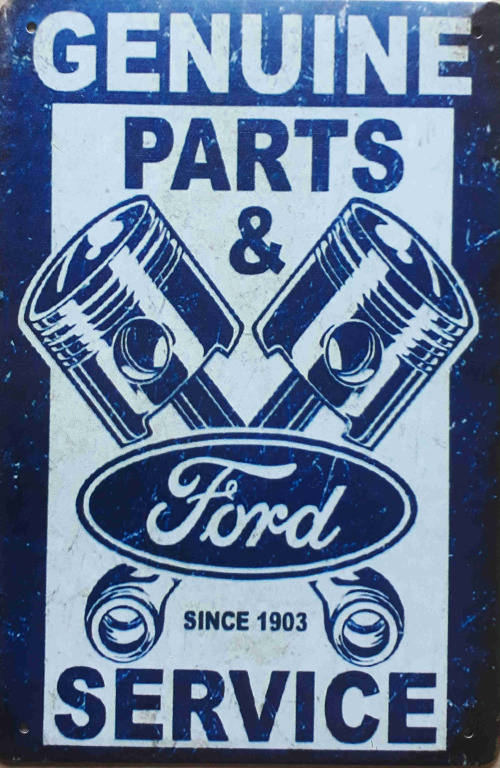 GENUINE
PARTS
&
Ford
SINCE 1903
SERVICE